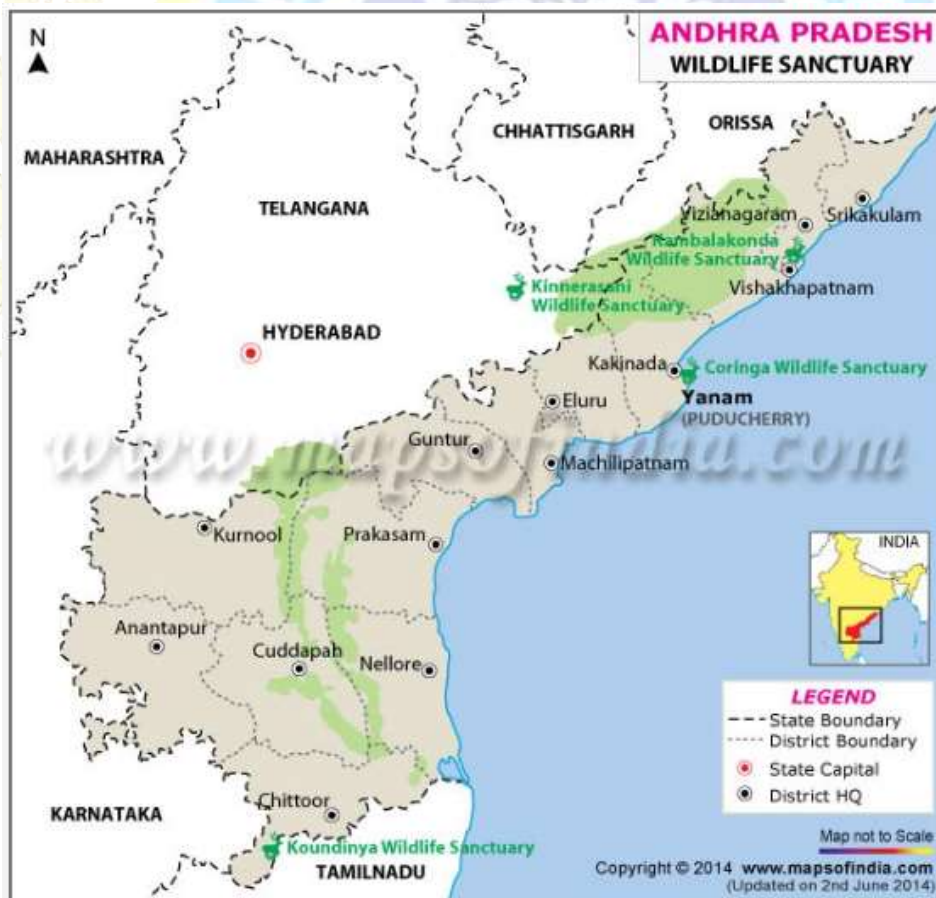 N
ANDHRA PRADESH
WILDLIFE SANCTUARY
ORISSA
CHHATTISGARH
MAHARASHTRA
TELANGANA
Vizianagaram
Srikakulam
Kambalakonda
Wildlife Sanctuary
Vishakhapatnam
Kinnerasani
Wildlife Sanctuary
HYDERABAD
Kakinada
Coringa Wildlife Sanctuary
Yanam
(PUDUCHERRY)
Eluru
Guntur
Machilipatnam
www.mapsofindia.com
Kurnool
Prakasam
INDIA
Anantapur
Cuddapah
Nellore
LEGEND
State Boundary
District Boundary
State Capital
District HQ
KARNATAKA
Chittoor
Koundinya Wildlife Sanctuary
TAMILNADU
Map not to Scale
Copyright © 2014 www.mapsofindia.com
(Updated on 2nd June 2014)